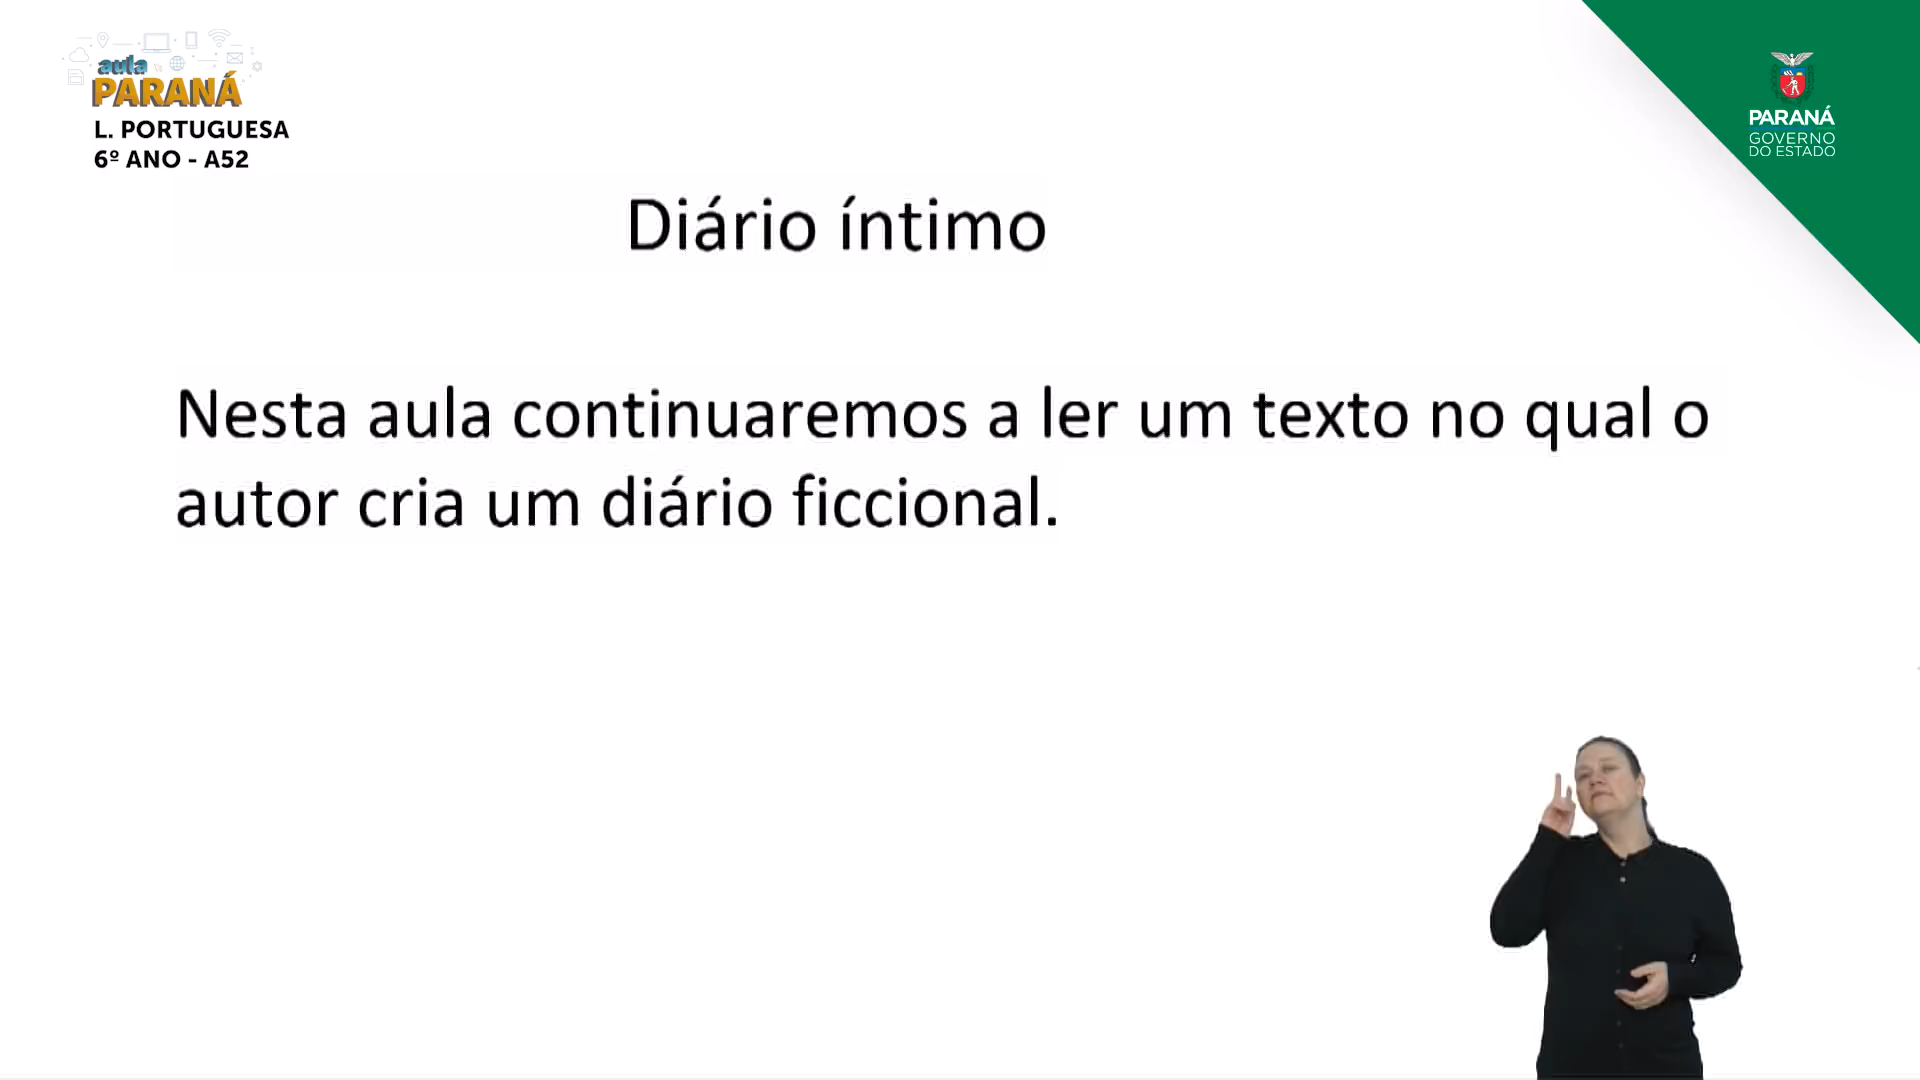 aula
PARANÁ
L. PORTUGUESA
6º ANO - A52
PARANÁ
GOVERNO
DO ESTADO
Diário íntimo
Nesta aula continuaremos a ler um texto no qual o
autor cria um diário ficcional.